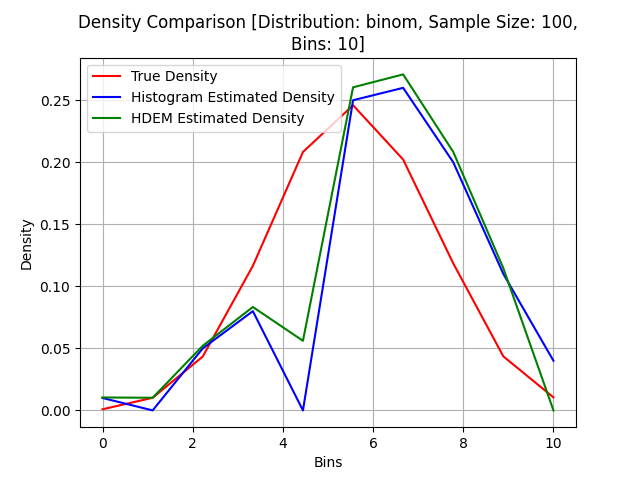 Density Comparison [Distribution: binom, Sample Size: 100,
Bins: 10]
True Density
Histogram Estimated Density
HDEM Estimated Density
Density
0.25
0.20
0.15
0.10
0.05
0.00
0 2 4 6 8 10
Bins